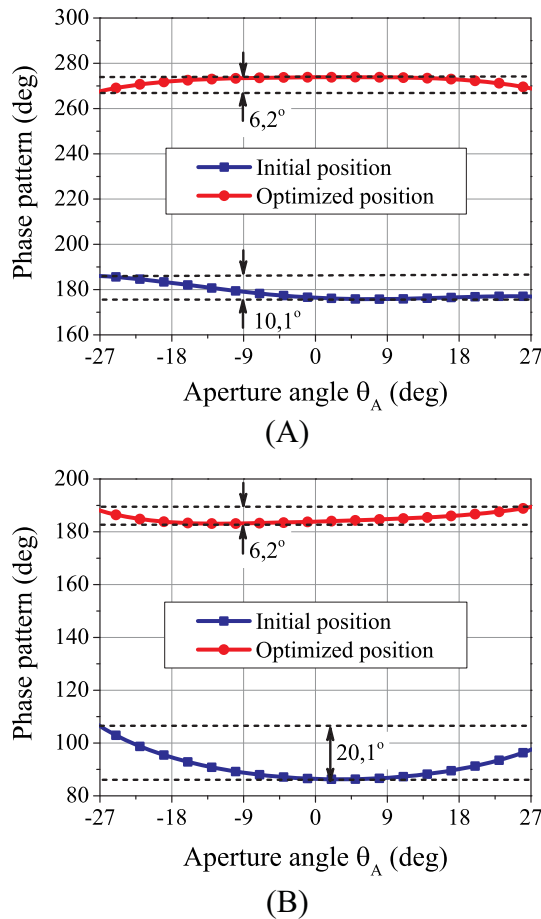 300
280
260
240
220
200
180
160
Phase pattern (deg)
6,2°
Initial position
Optimized position
10,1°
-27 -18 -9 0 9 18 27
Aperture angle θA (deg)
(A)
200
180
160
140
120
100
80
Phase pattern (deg)
6,2°
Initial position
Optimized position
20,1°
-27 -18 -9 0 9 18 27
Aperture angle θA (deg)
(B)